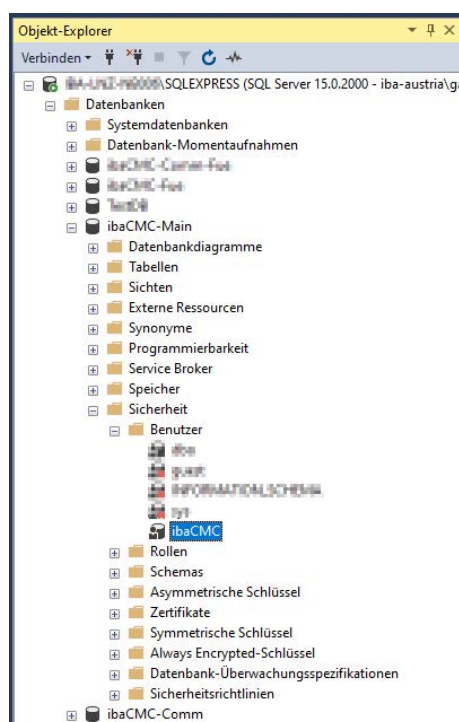 Objekt-Explorer
Verbinden
\SQLEXPRESS (SQL Server 15.0.2000 - iba-austria\ga
Datenbanken
Systemdatenbanken
Datenbank-Momentaufnahmen
ibaCMC-Main
Datenbankdiagramme
Tabellen
Sichten
Externe Ressourcen
Synonyme
Programmierbarkeit
Service Broker
Speicher
Sicherheit
Benutzer
ibaCMC
Rollen
Schemas
Asymmetrische Schlüssel
Zertifikate
Symmetrische Schlüssel
Always Encrypted-Schlüssel
Datenbank-Überwachungsspezifikationen
Sicherheitsrichtlinien
ibaCMC-Comm